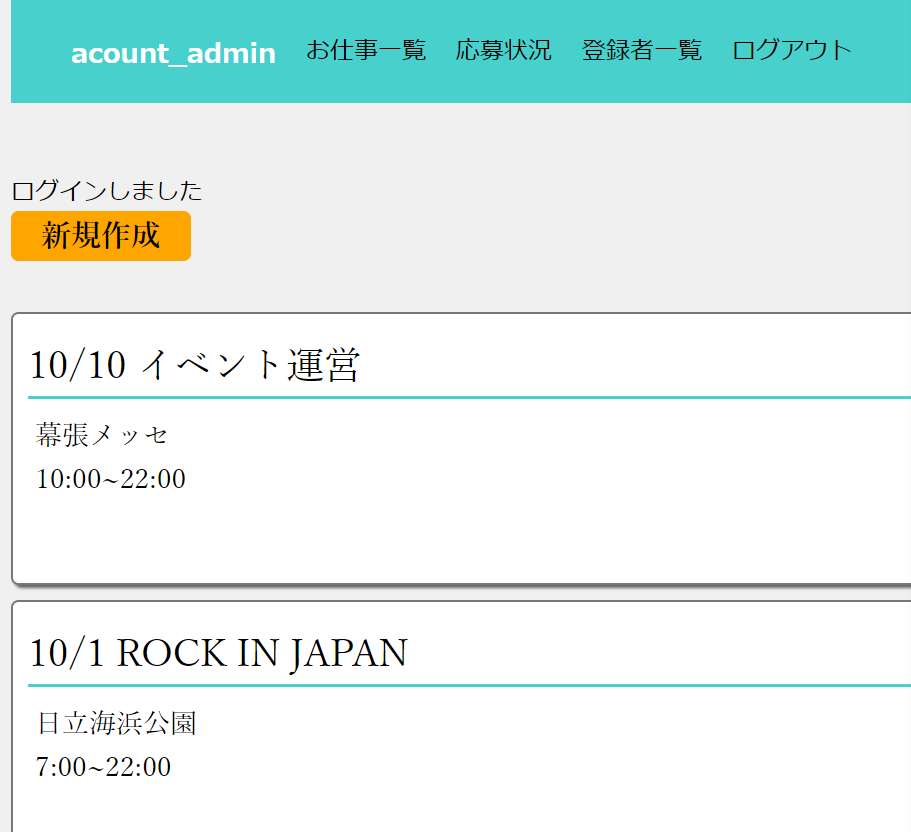 acount_admin お仕事一覧 応募状況 登録者一覧 ログアウト
ログインしました
新規作成
10/10 イベント運営
幕張メッセ
10:00~22:00
10/1 ROCK IN JAPAN
日立海浜公園
7:00~22:00